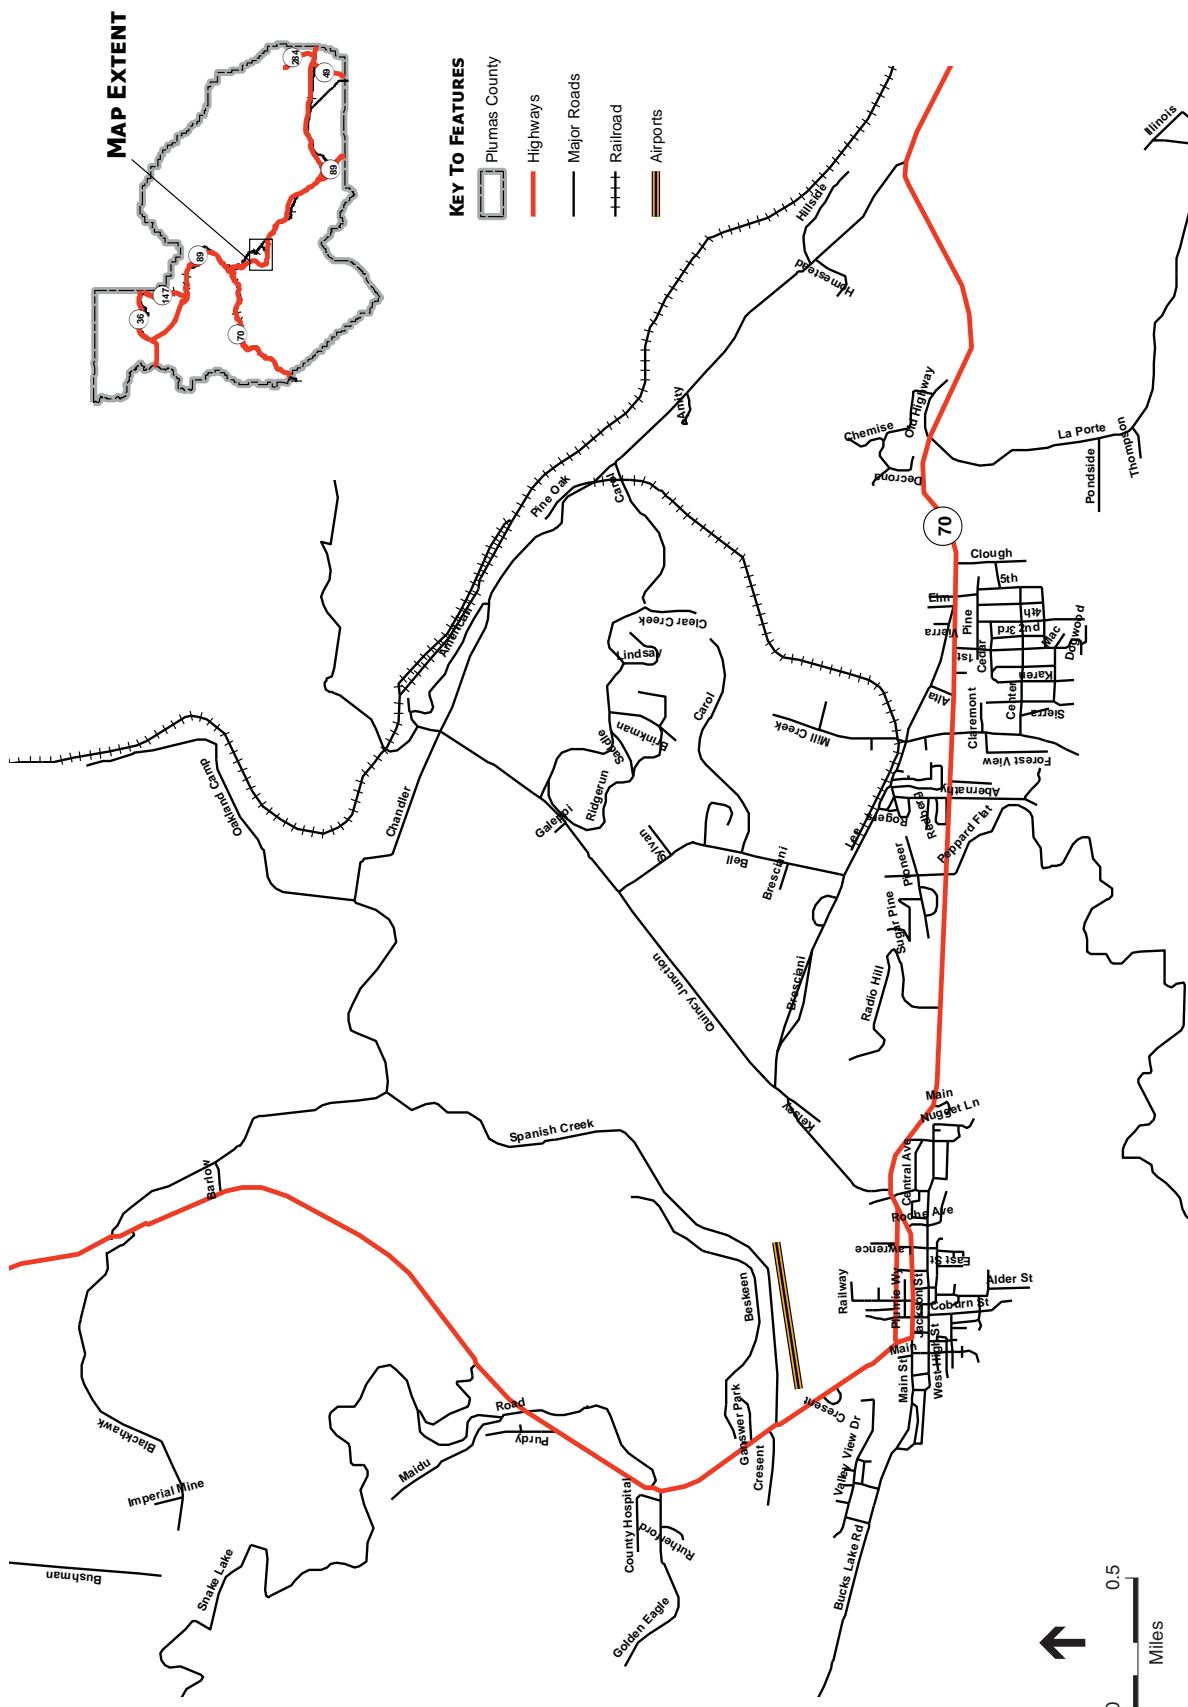 MAP EXTENT
284
49
89
89
147
36
70
KEY TO FEATURES
Plumas County
Highways
Major Roads
Railroad
Airports
Illinois
Hillside
Homestead
Amity
Chemise
Old Highway
Decrona
La Porte
Thompson
Pondside
Pine Oak
Carol
70
Clough
5th
Elm
4th
Pine
Vierra
3rd
2nd
Mac
Dogwood
1st
Cedar
Karen
Center
Sierra
Alta
Claremont
Forest View
American
Clear Creek
Lindsay
Carol
Brinkman
Saddle
Ridgerun
Mill Creek
Oakland Camp
Chandler
Galeppi
Sylvan
Bell
Bresciani
Lee
Rogers
Redberg
Abernathy
Peppard Flat
Pioneer
Sugar Pine
Radio Hill
Bresciani
Quincy Junction
Kelsey
Main
Nugget Ln
Central Ave
Roche Ave
Lawrence
East St
Alder St
Railway
Plumie Wy
Jackson St
Coburn St
Main
Main St
West High St
Spanish Creek
Barlow
Beskeen
Ganswer Park
Cresent
Cresent
Valley View Dr
Bucks Lake Rd
Blackhawk
Imperial Mine
Bushman
Snake Lake
Maidu
Road
Purdy
County Hospital
Rutherford
Golden Eagle
0.5
0
Miles